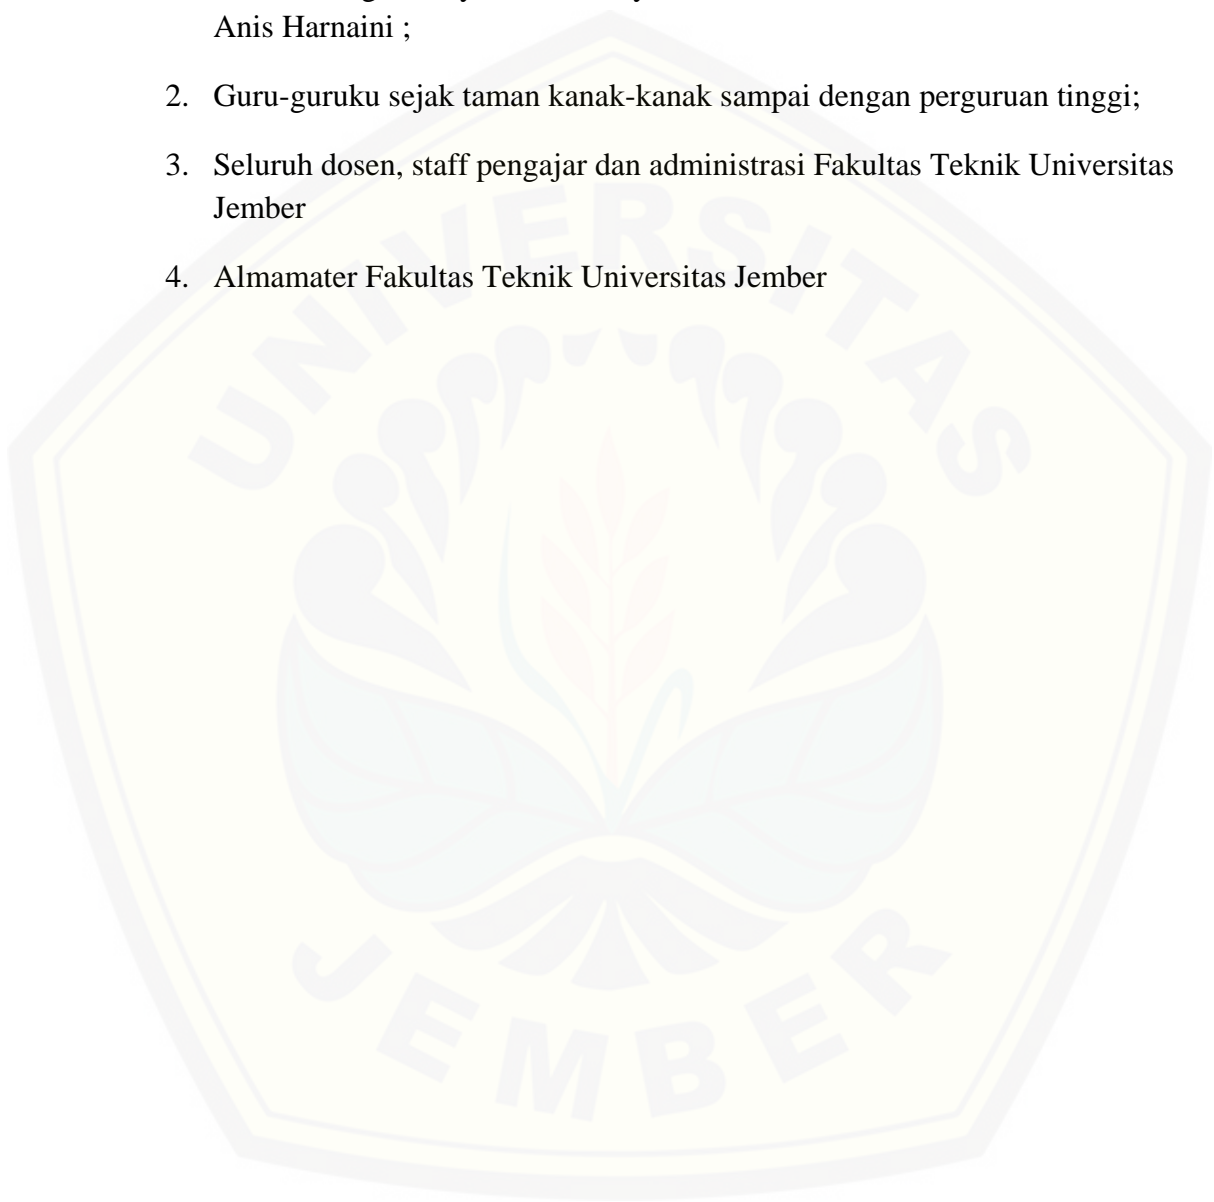 Anis Harnaini ;
2. Guru-guruku sejak taman kanak-kanak sampai dengan perguruan tinggi;
3. Seluruh dosen, staff pengajar dan administrasi Fakultas Teknik Universitas
Jember
4. Almamater Fakultas Teknik Universitas Jember
UNIVERSITAS
JEMBER